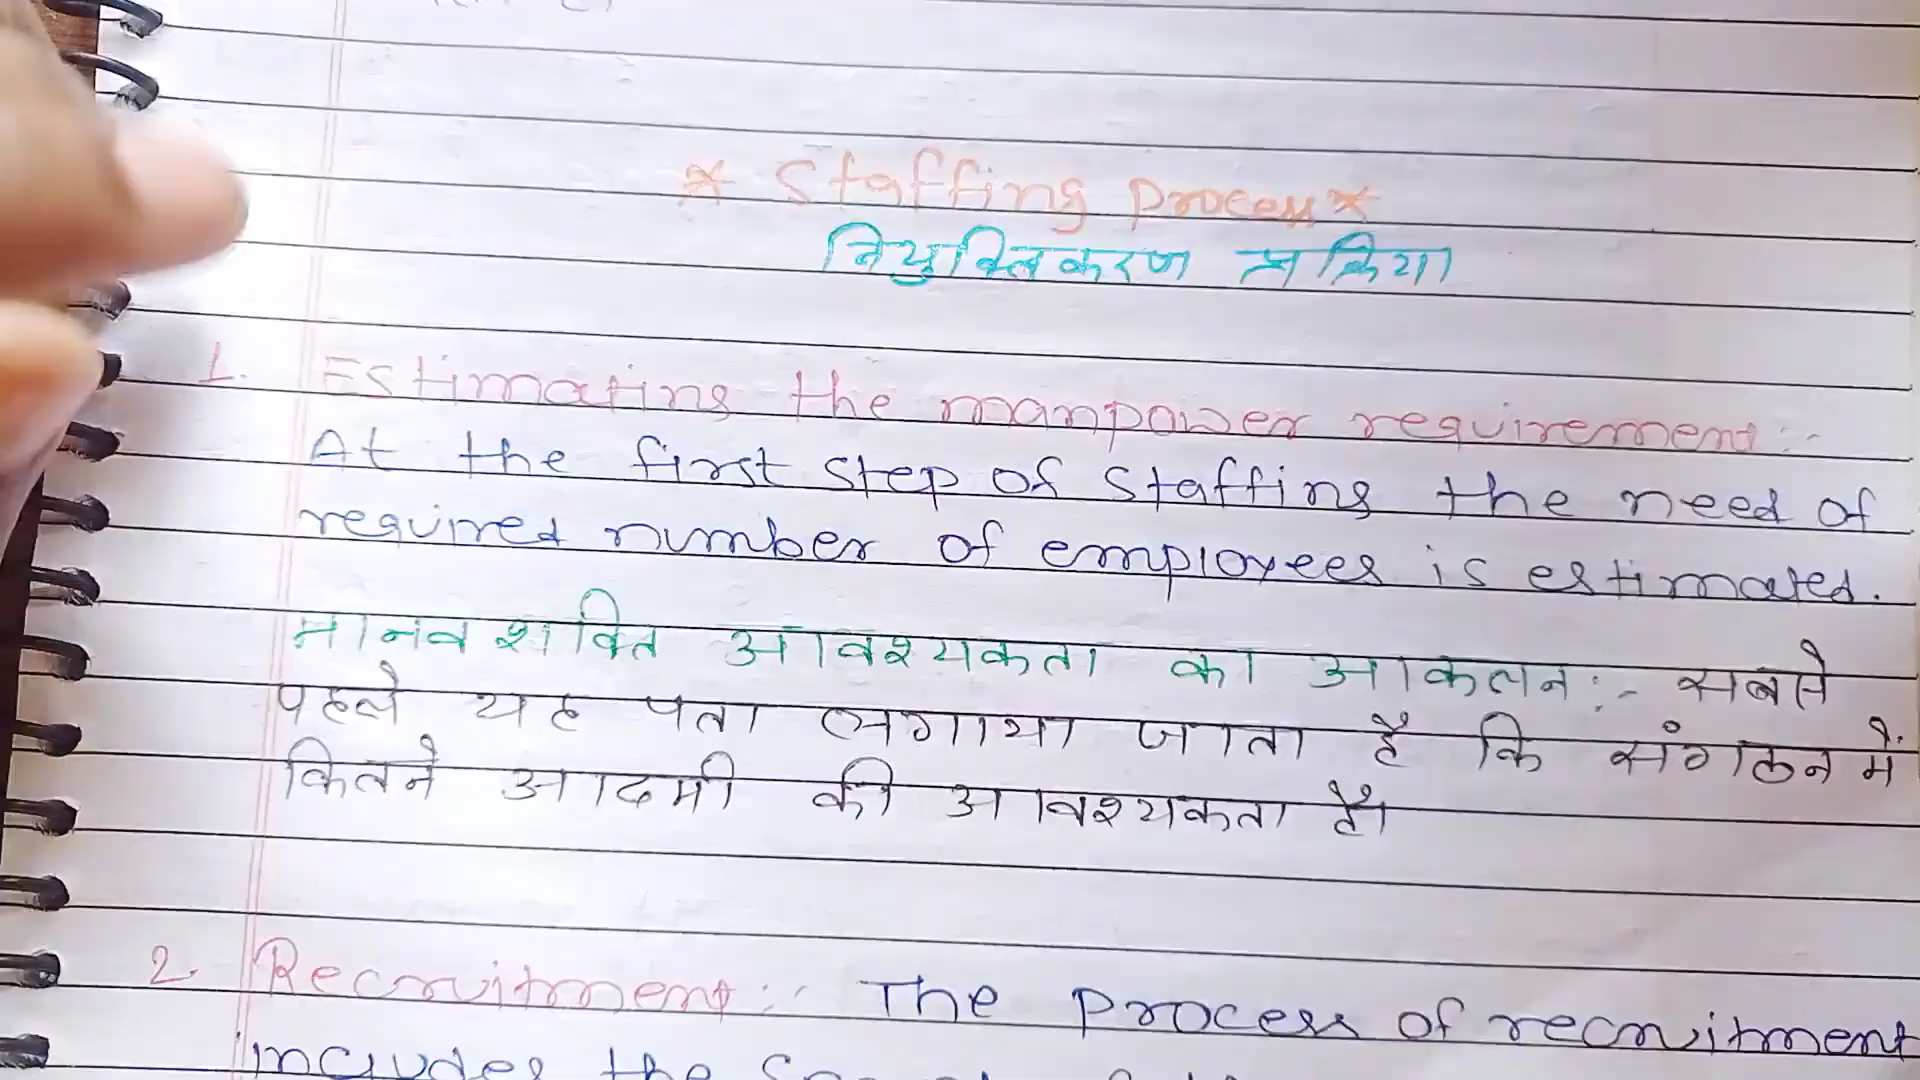 * Staffing process *
नियुक्तिकरण प्रक्रिया
1. Estimating the manpower requirement:-
At the first step of staffing the need of
required number of employees is estimated.
मानव शक्ति आवश्यकता का आकलन:- सबसे
पहले यह पता लगाया जाता है कि संगठन में
कितने आदमी की आवश्यकता है।
2. Recruitment:- The process of recruitment
includes the